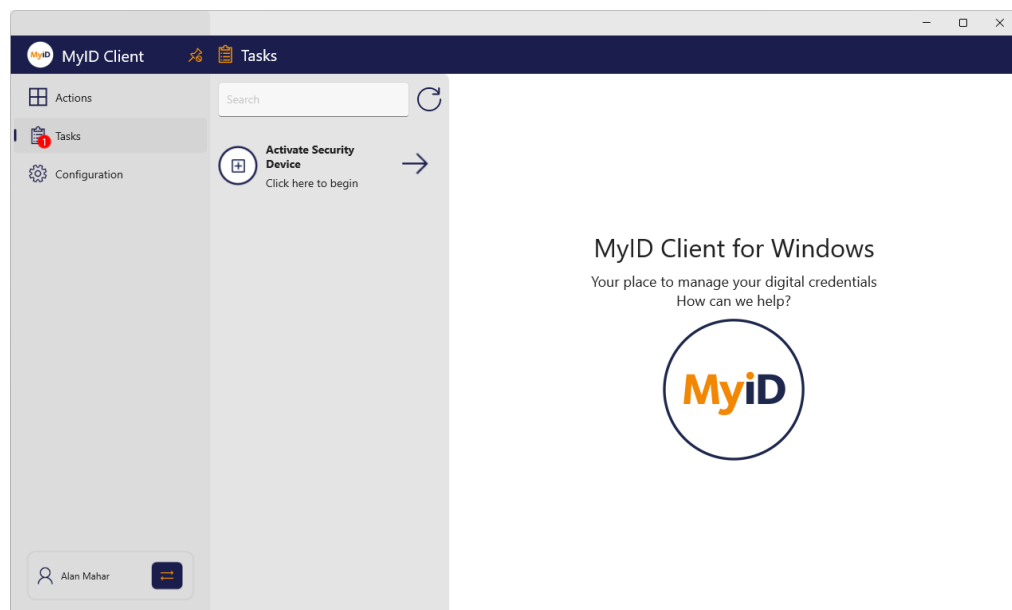 MyiD MyID Client
Tasks
Actions
1
Tasks
Configuration
Search
Activate Security
Device
Click here to begin
MyID Client for Windows
Your place to manage your digital credentials
How can we help?
MyiD
Alan Mahar